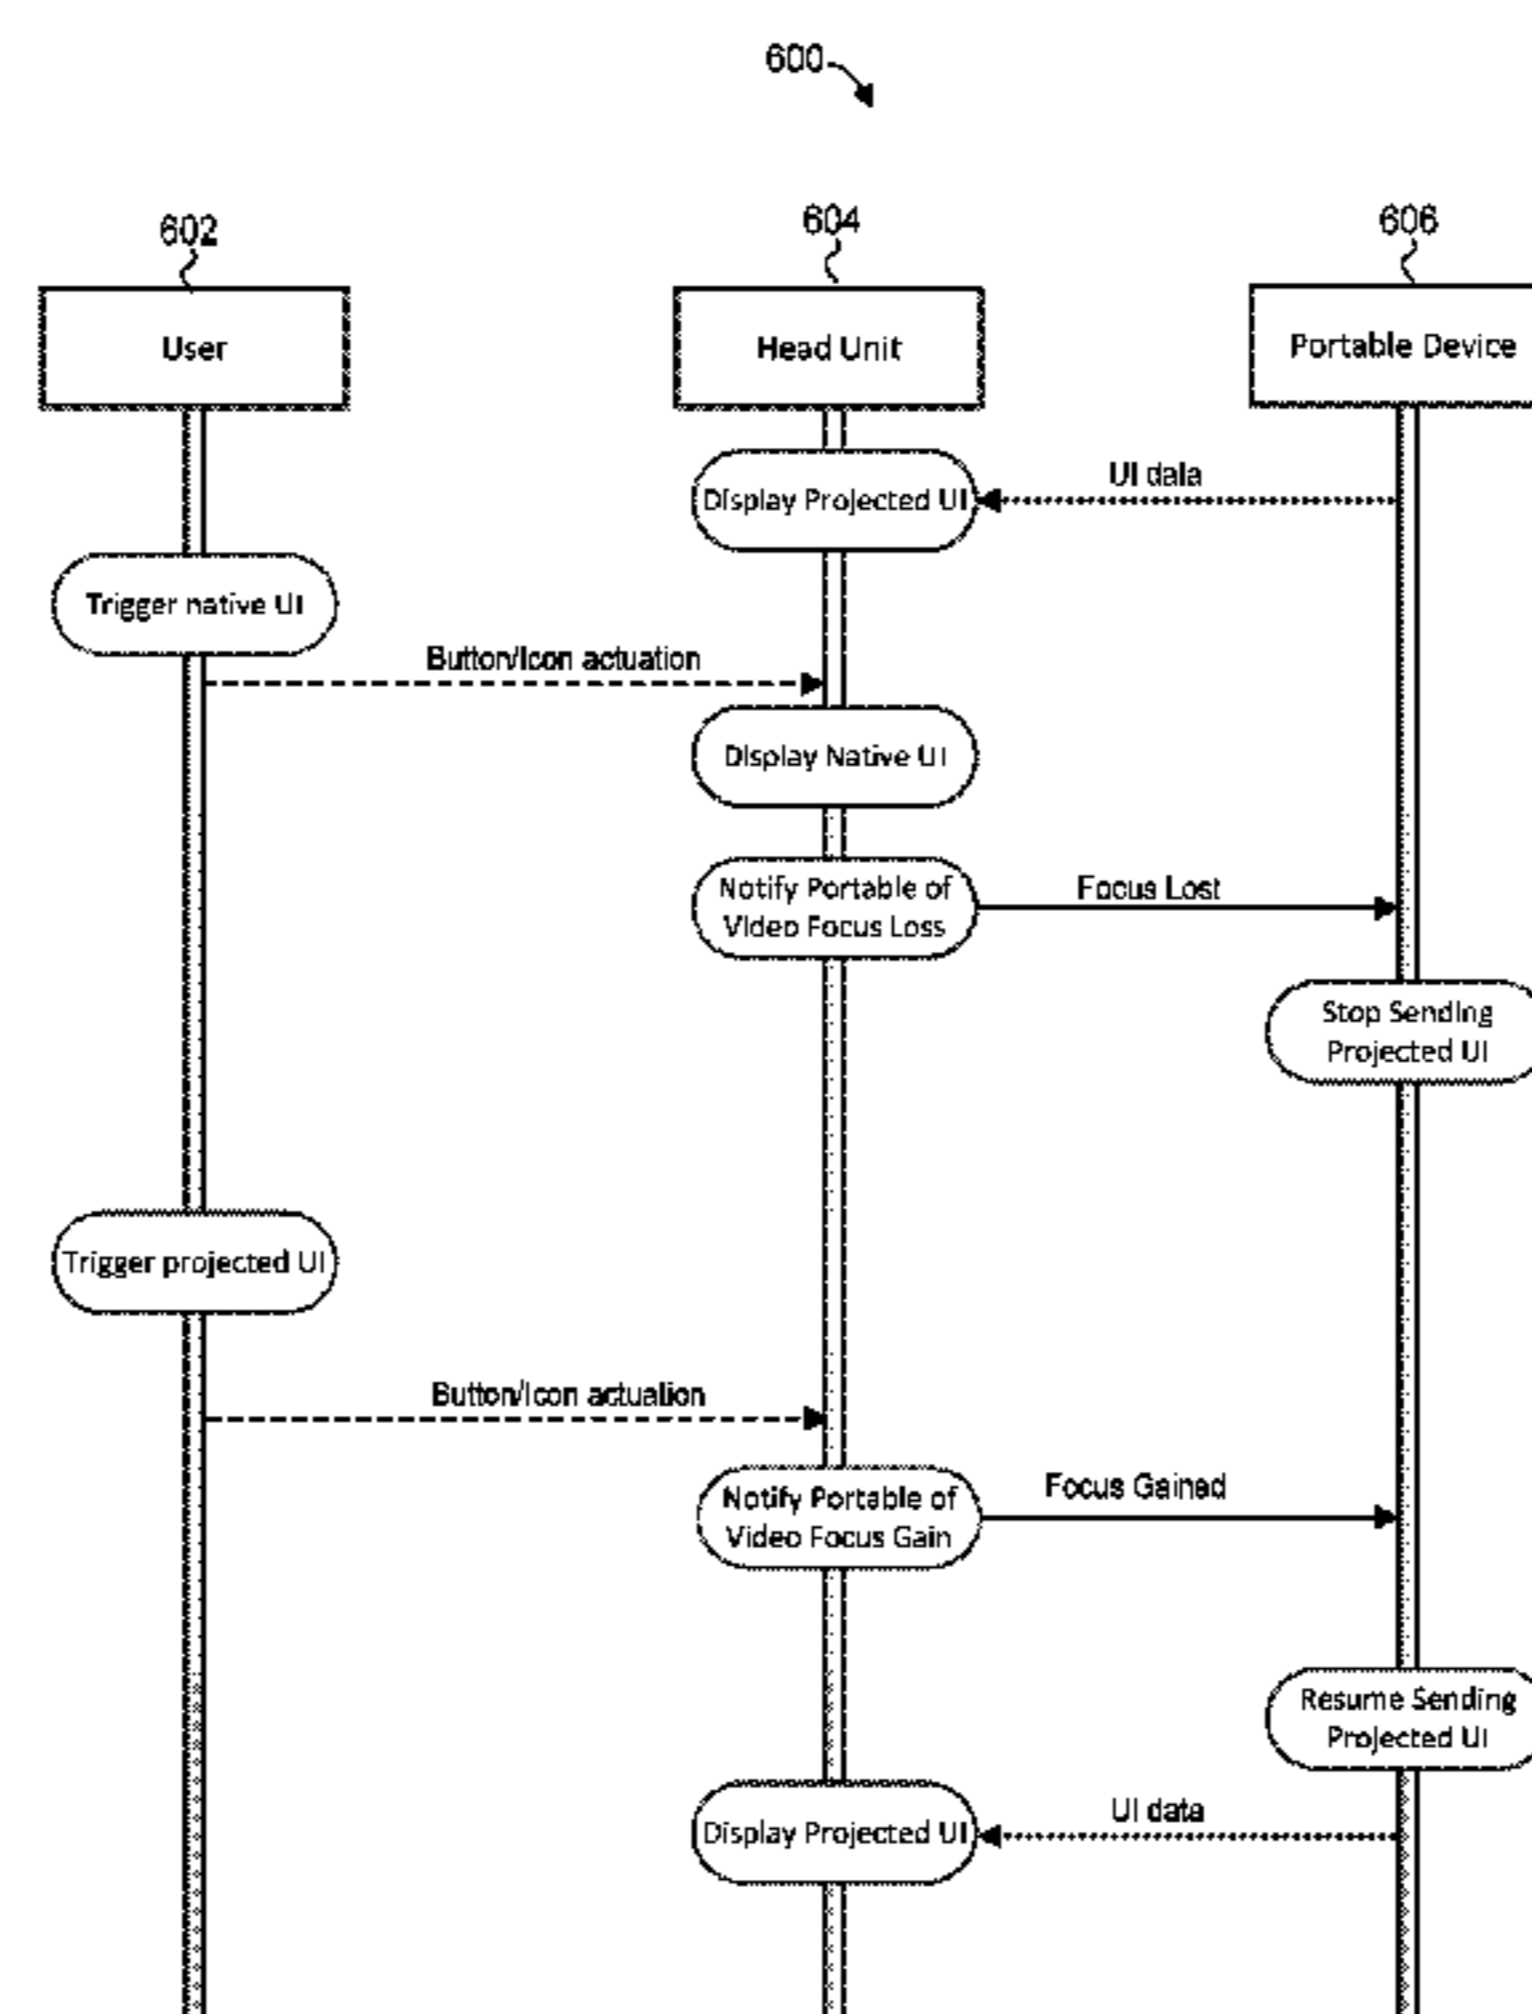 600
602
604
606
User
Head Unit
Portable Device
Display Projected UI
UI data
Trigger native UI
Button/Icon actuation
Display Native UI
Notify Portable of
Video Focus Loss
Focus Lost
Stop Sending
Projected UI
Trigger projected UI
Button/Icon actuation
Notify Portable of
Video Focus Gain
Focus Gained
Resume Sending
Projected UI
Display Projected UI
UI data